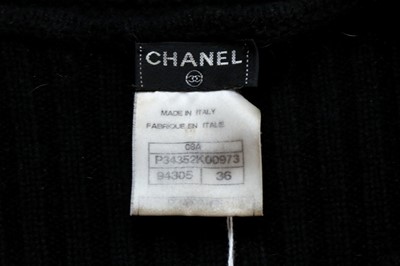 CHANEL
MADE IN ITALY
FABRIQUE EN ITALIE
08A
P34352K00973
94305 36